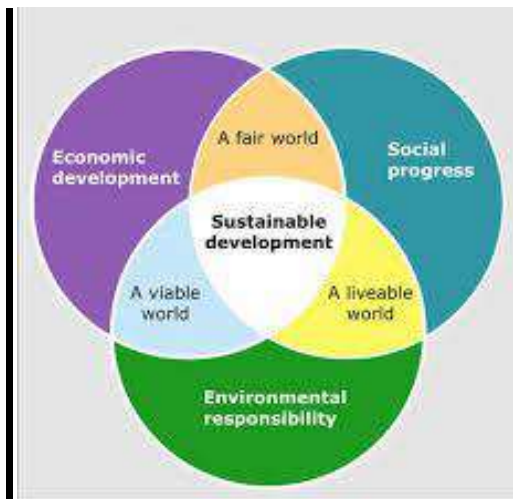 A fair world
Economic
development
Social
progress
Sustainable
development
A viable
world
A liveable
world
Environmental
responsibility